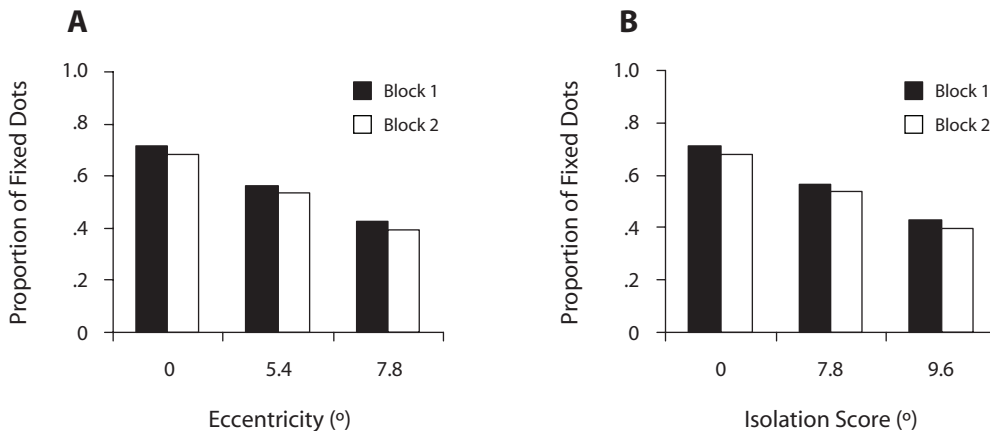 A
Proportion of Fixed Dots
1.0
.8
.6
.4
.2
0
Block 1
Block 2
0 5.4 7.8
Eccentricity (º)
B
Proportion of Fixed Dots
1.0
.8
.6
.4
.2
0
Block 1
Block 2
0 7.8 9.6
Isolation Score (º)